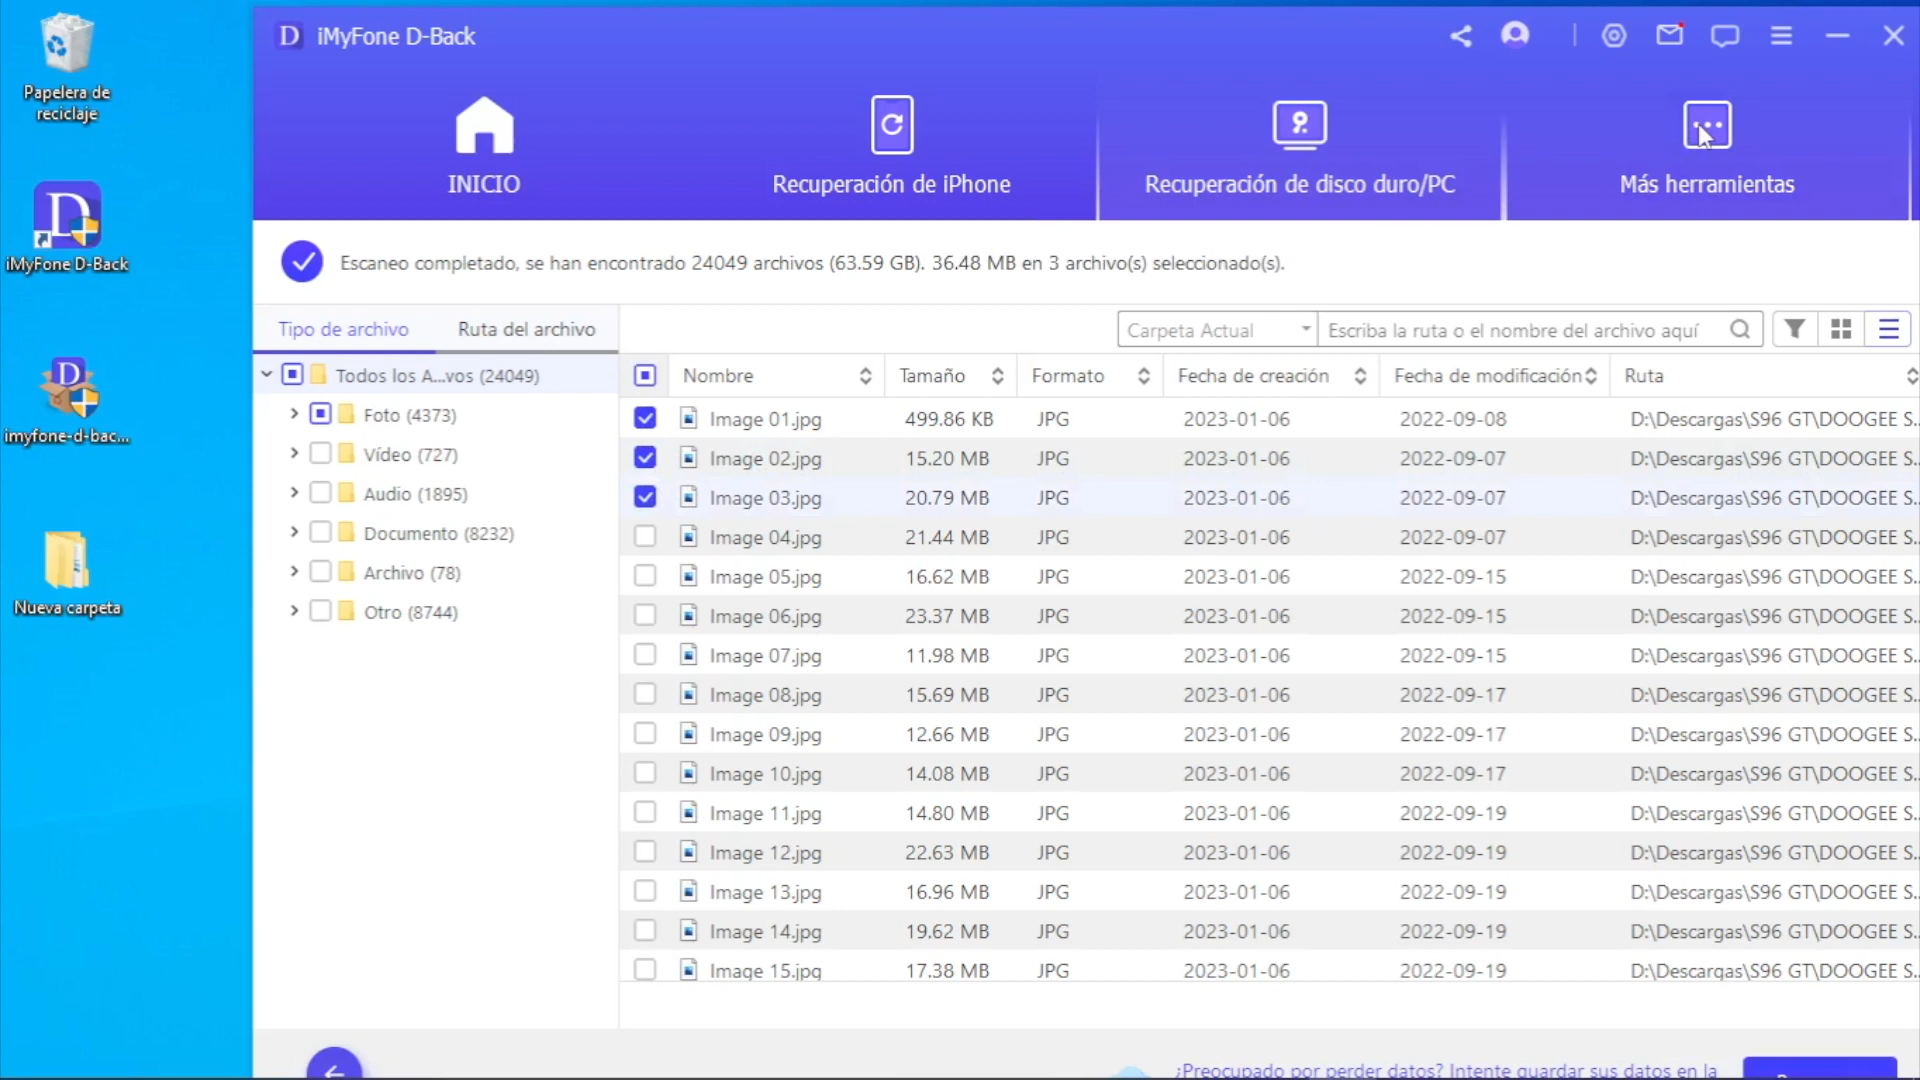 Papelera de
reciclaje
iMyFone D-Back
imyfone-d-bac...
Nueva carpeta
D iMyFone D-Back
INICIO
Recuperación de iPhone
Recuperación de disco duro/PC
Más herramientas
Escaneo completado, se han encontrado 24049 archivos (63.59 GB). 36.48 MB en 3 archivo(s) seleccionado(s).
Tipo de archivo
Ruta del archivo
Todos los A...vos (24049)
Foto (4373)
Vídeo (727)
Audio (1895)
Documento (8232)
Archivo (78)
Otro (8744)
Carpeta Actual
Escriba la ruta o el nombre del archivo aquí
Nombre Tamaño Formato Fecha de creación Fecha de modificación Ruta
Image 01.jpg 499.86 KB JPG 2023-01-06 2022-09-08 D:\Descargas\S96 GT\DOOGEE S...
Image 02.jpg 15.20 MB JPG 2023-01-06 2022-09-07 D:\Descargas\S96 GT\DOOGEE S...
Image 03.jpg 20.79 MB JPG 2023-01-06 2022-09-07 D:\Descargas\S96 GT\DOOGEE S...
Image 04.jpg 21.44 MB JPG 2023-01-06 2022-09-07 D:\Descargas\S96 GT\DOOGEE S...
Image 05.jpg 16.62 MB JPG 2023-01-06 2022-09-15 D:\Descargas\S96 GT\DOOGEE S...
Image 06.jpg 23.37 MB JPG 2023-01-06 2022-09-15 D:\Descargas\S96 GT\DOOGEE S...
Image 07.jpg 11.98 MB JPG 2023-01-06 2022-09-15 D:\Descargas\S96 GT\DOOGEE S...
Image 08.jpg 15.69 MB JPG 2023-01-06 2022-09-17 D:\Descargas\S96 GT\DOOGEE S...
Image 09.jpg 12.66 MB JPG 2023-01-06 2022-09-17 D:\Descargas\S96 GT\DOOGEE S...
Image 10.jpg 14.08 MB JPG 2023-01-06 2022-09-17 D:\Descargas\S96 GT\DOOGEE S...
Image 11.jpg 14.80 MB JPG 2023-01-06 2022-09-19 D:\Descargas\S96 GT\DOOGEE S...
Image 12.jpg 22.63 MB JPG 2023-01-06 2022-09-19 D:\Descargas\S96 GT\DOOGEE S...
Image 13.jpg 16.96 MB JPG 2023-01-06 2022-09-19 D:\Descargas\S96 GT\DOOGEE S...
Image 14.jpg 19.62 MB JPG 2023-01-06 2022-09-19 D:\Descargas\S96 GT\DOOGEE S...
Image 15.jpg 17.38 MB JPG 2023-01-06 2022-09-19 D:\Descargas\S96 GT\DOOGEE S...
¿Preocupado por perder datos? Intente guardar sus datos en la